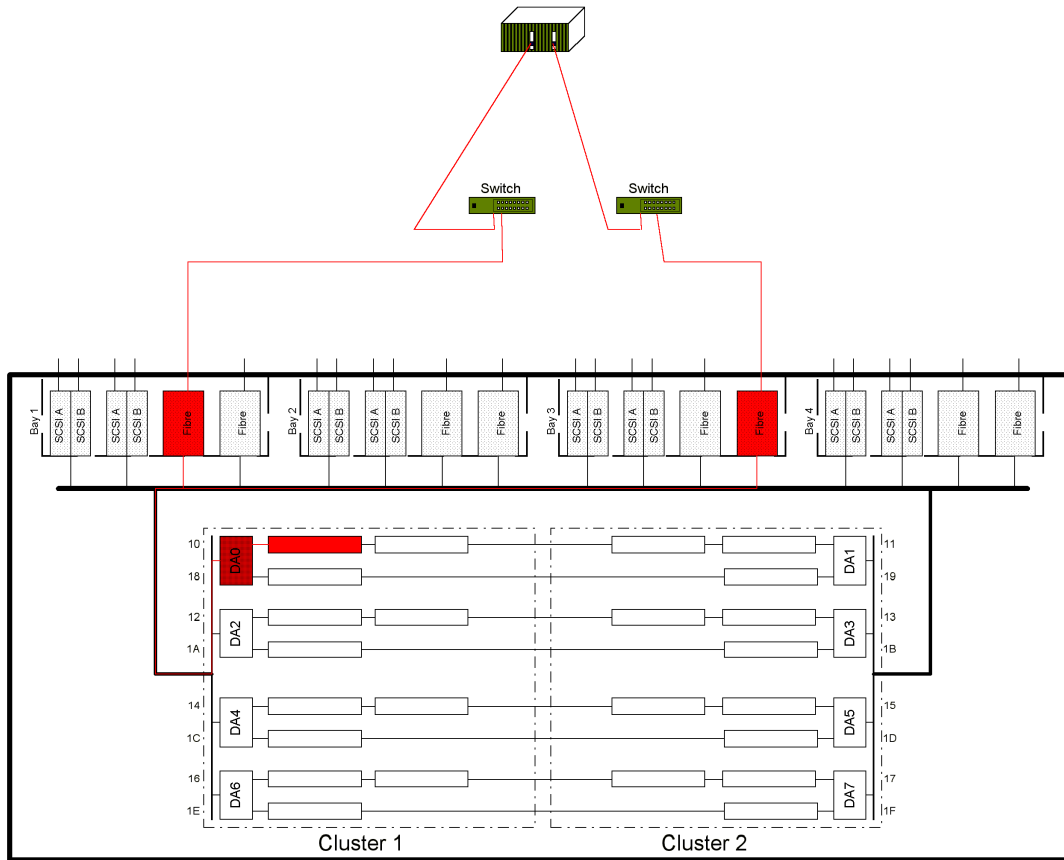 Switch
Switch
Bay 1
SCSI A
SCSI B
SCSI A
SCSI B
Fibre
Fibre
Bay 2
SCSI A
SCSI B
SCSI A
SCSI B
Fibre
Fibre
Bay 3
SCSI A
SCSI B
SCSI A
SCSI B
Fibre
Fibre
Bay 4
SCSI A
SCSI B
SCSI A
SCSI B
Fibre
Fibre
10
DA0
DA1
11
18
19
12
DA2
DA3
13
1A
1B
14
DA4
DA5
15
1C
1D
16
DA6
DA7
17
1E
1F
Cluster 1
Cluster 2